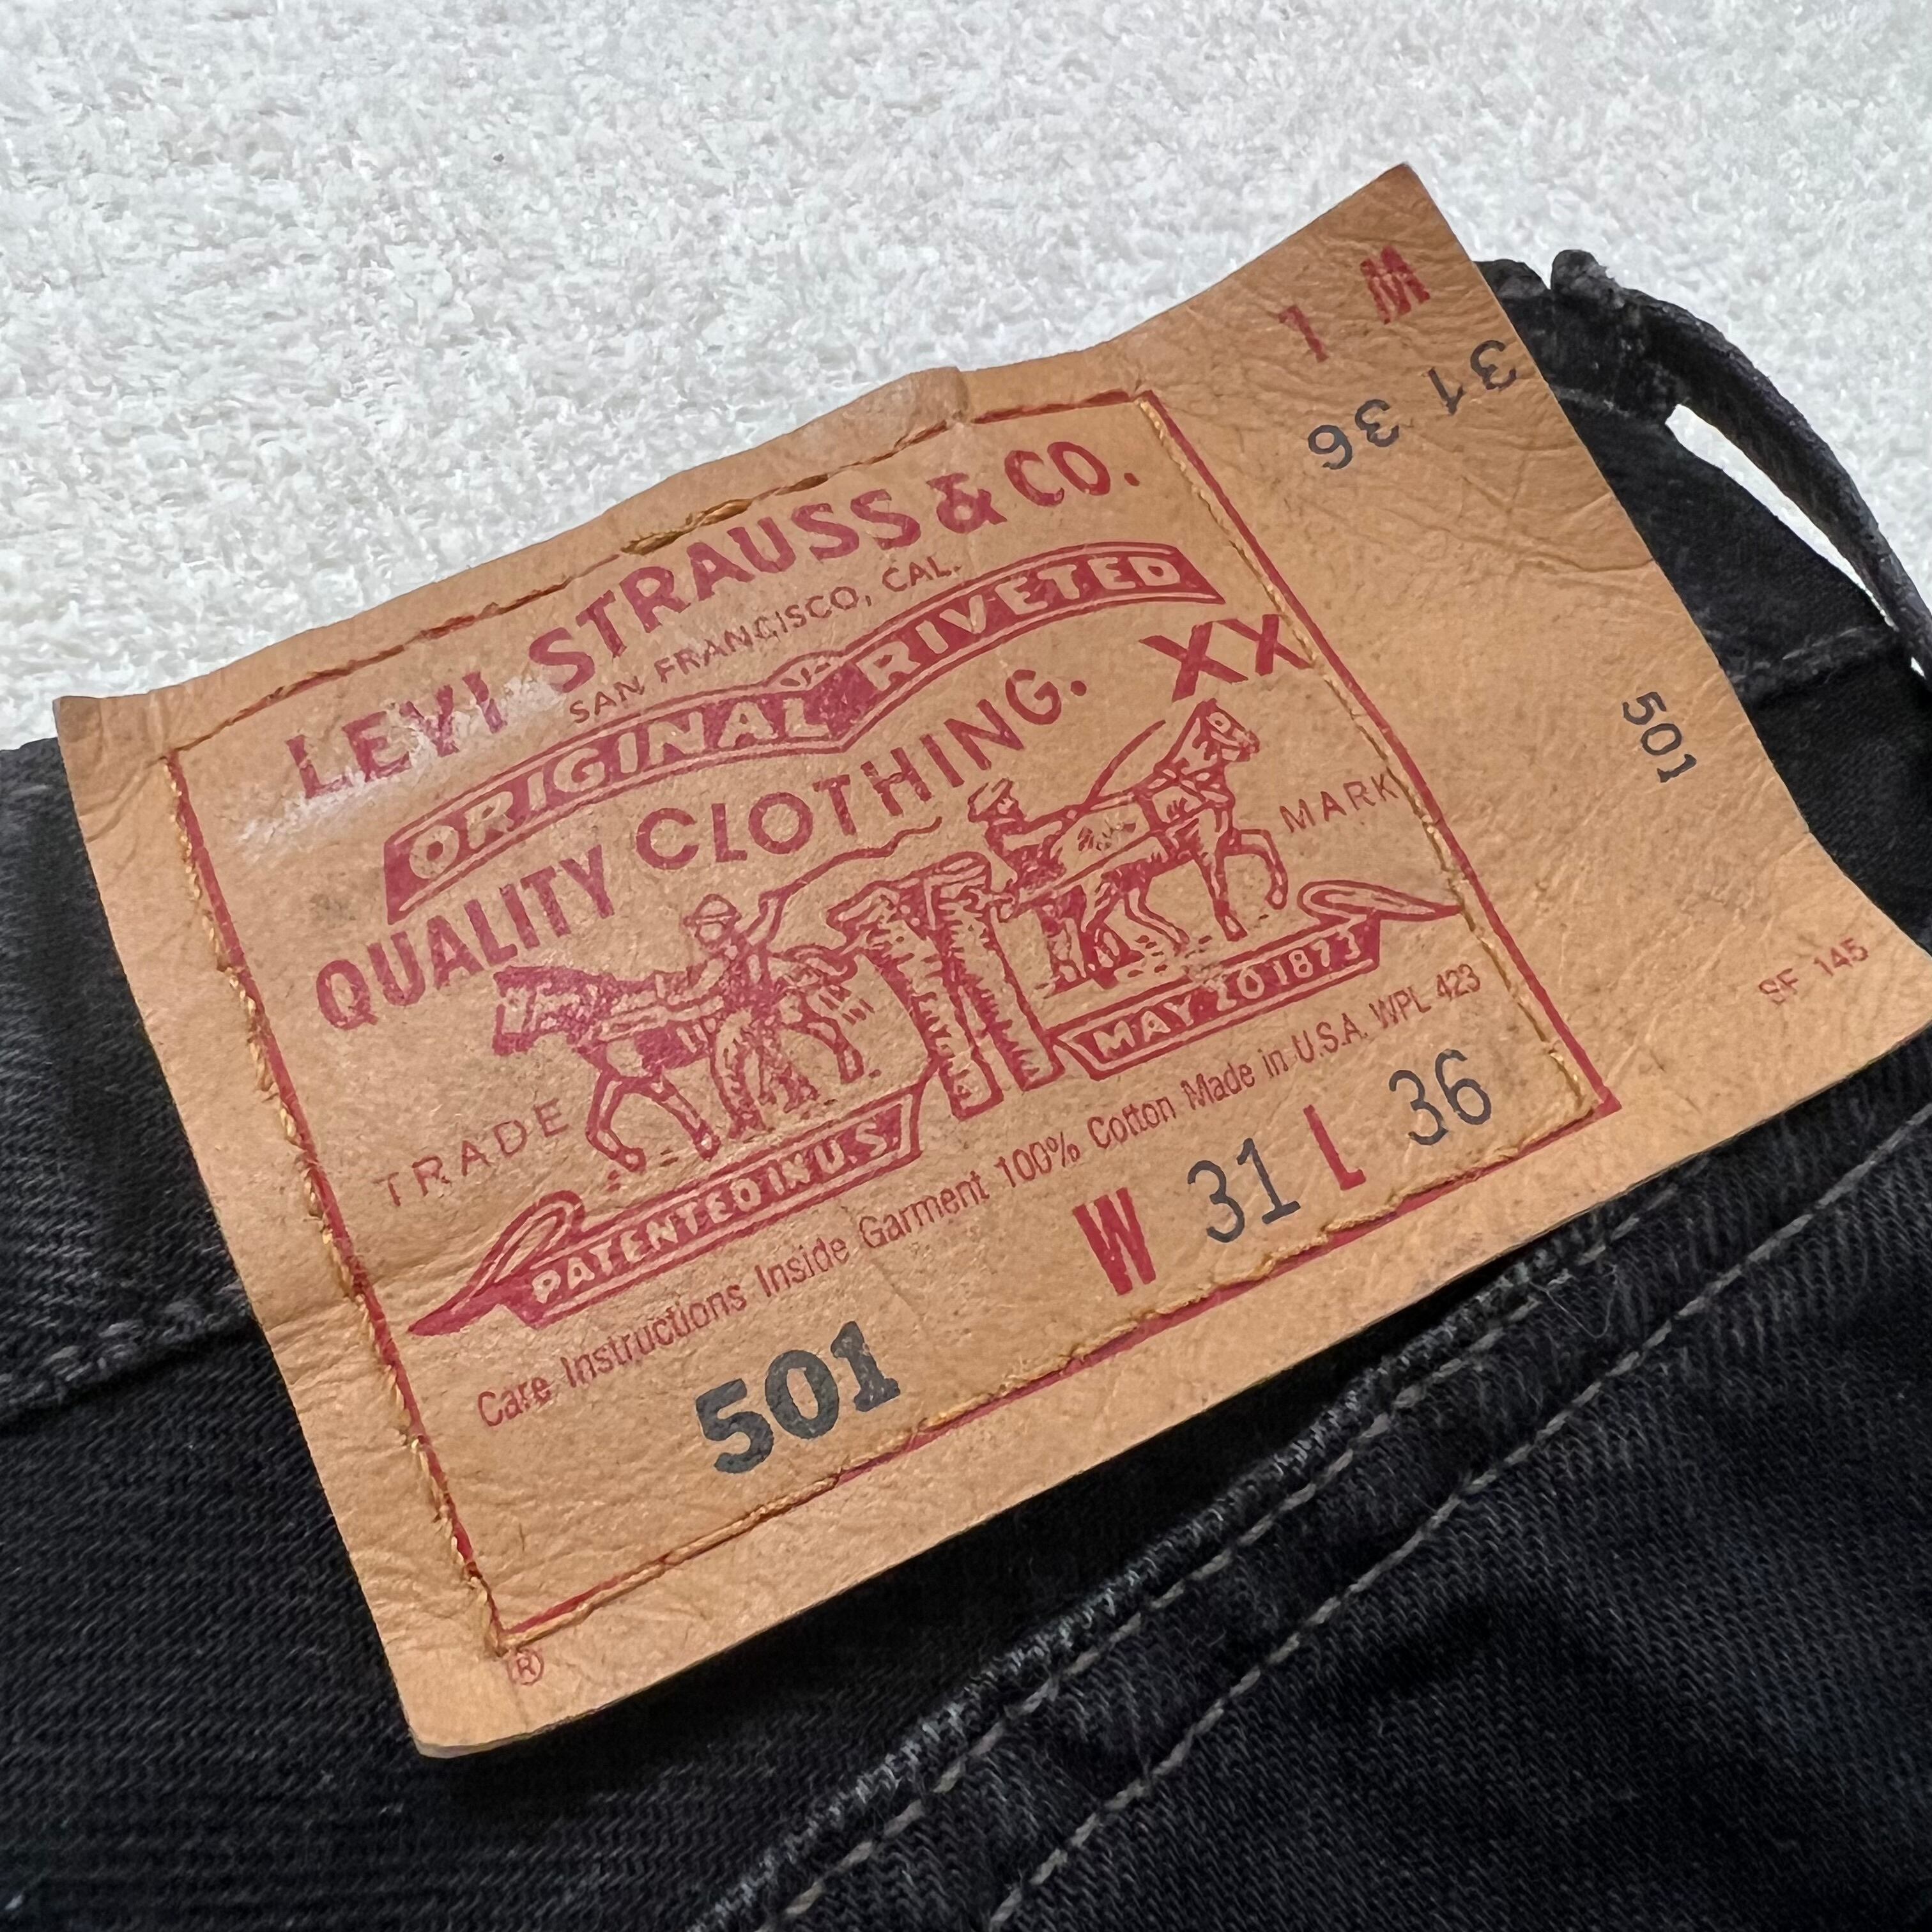 LEVI STRAUSS & CO.
SAN FRANCISCO, CAL.
ORIGINAL RIVETED
QUALITY CLOTHING. XX
TRADE MARK
PATENTED IN U.S. MAY 20 1873
Care Instructions Inside Garment 100% Cotton Made in U.S.A. WPL 423
501 W 31 L 36
®
W L
31 36
501
SF 145